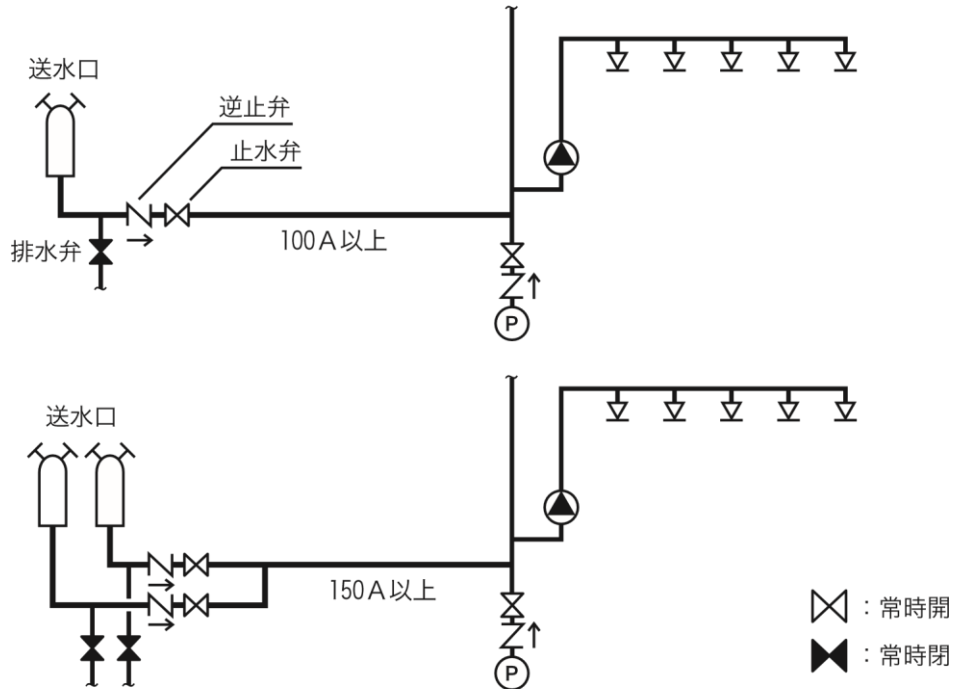 送水口
逆止弁
止水弁
排水弁
100A以上
P
送水口
150A以上
P
：常時開
：常時閉